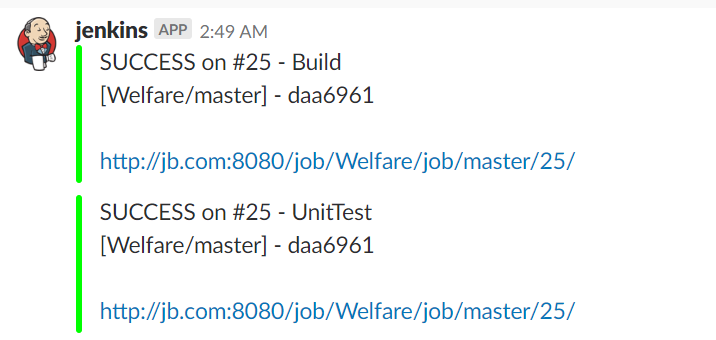 jenkins APP 2:49 AM
SUCCESS on #25 - Build
[Welfare/master] - daa6961
http://jb.com:8080/job/Welfare/job/master/25/
SUCCESS on #25 - UnitTest
[Welfare/master] - daa6961
http://jb.com:8080/job/Welfare/job/master/25/